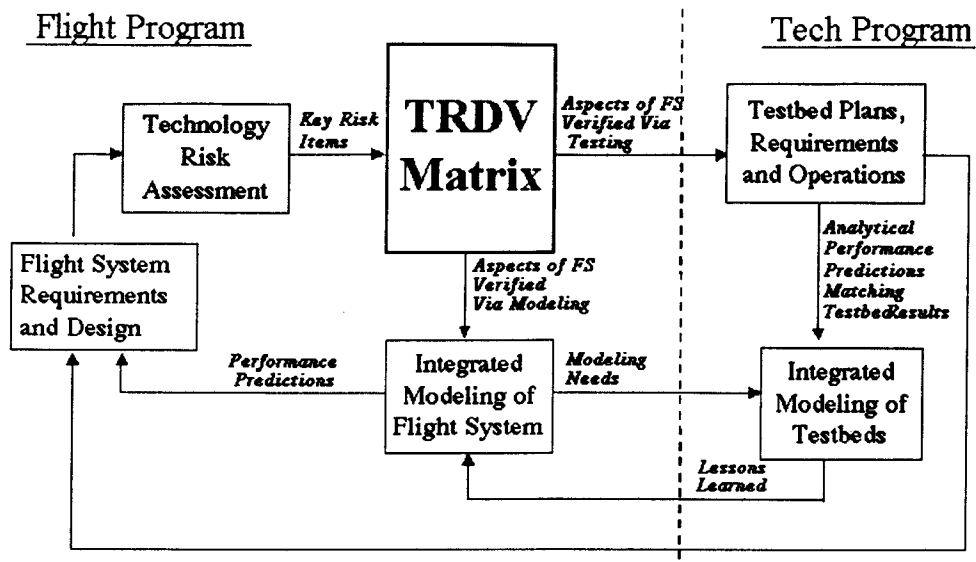 Flight Program
Tech Program
Technology
Risk
Assessment
Key Risk
Items
TRDV
Matrix
Aspects of FS
Verified Via
Testing
Testbed Plans,
Requirements
and Operations
Flight System
Requirements
and Design
Aspects of FS
Verified
Via Modeling
Analytical
Performance
Predictions
Matching
TestbedResults
Performance
Predictions
Integrated
Modeling of
Flight System
Modeling
Needs
Integrated
Modeling of
Testbeds
Lessons
Learned